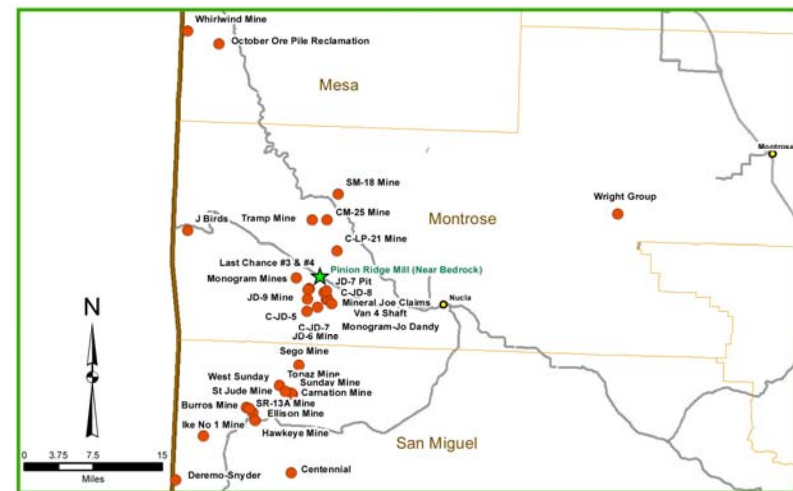 Whirlwind Mine
October Ore Pile Reclamation
Mesa
Montrose
SM-18 Mine
Wright Group
J Birds
Tramp Mine
CM-25 Mine
Montrose
C-LP-21 Mine
Last Chance #3 & #4
Pinion Ridge Mill (Near Bedrock)
Monogram Mines
JD-7 Pit
C-JD-8
JD-9 Mine
Mineral Joe Claims
Nucla
Van 4 Shaft
C-JD-5
C-JD-7
Monogram-Jo Dandy
JD-6 Mine
N
Sego Mine
Topaz Mine
West Sunday
Sunday Mine
St Jude Mine
Carnation Mine
Burros Mine
SR-13A Mine
Ellison Mine
Ike No 1 Mine
Hawkeye Mine
San Miguel
0 3.75 7.5 15
Miles
Deremo-Snyder
Centennial